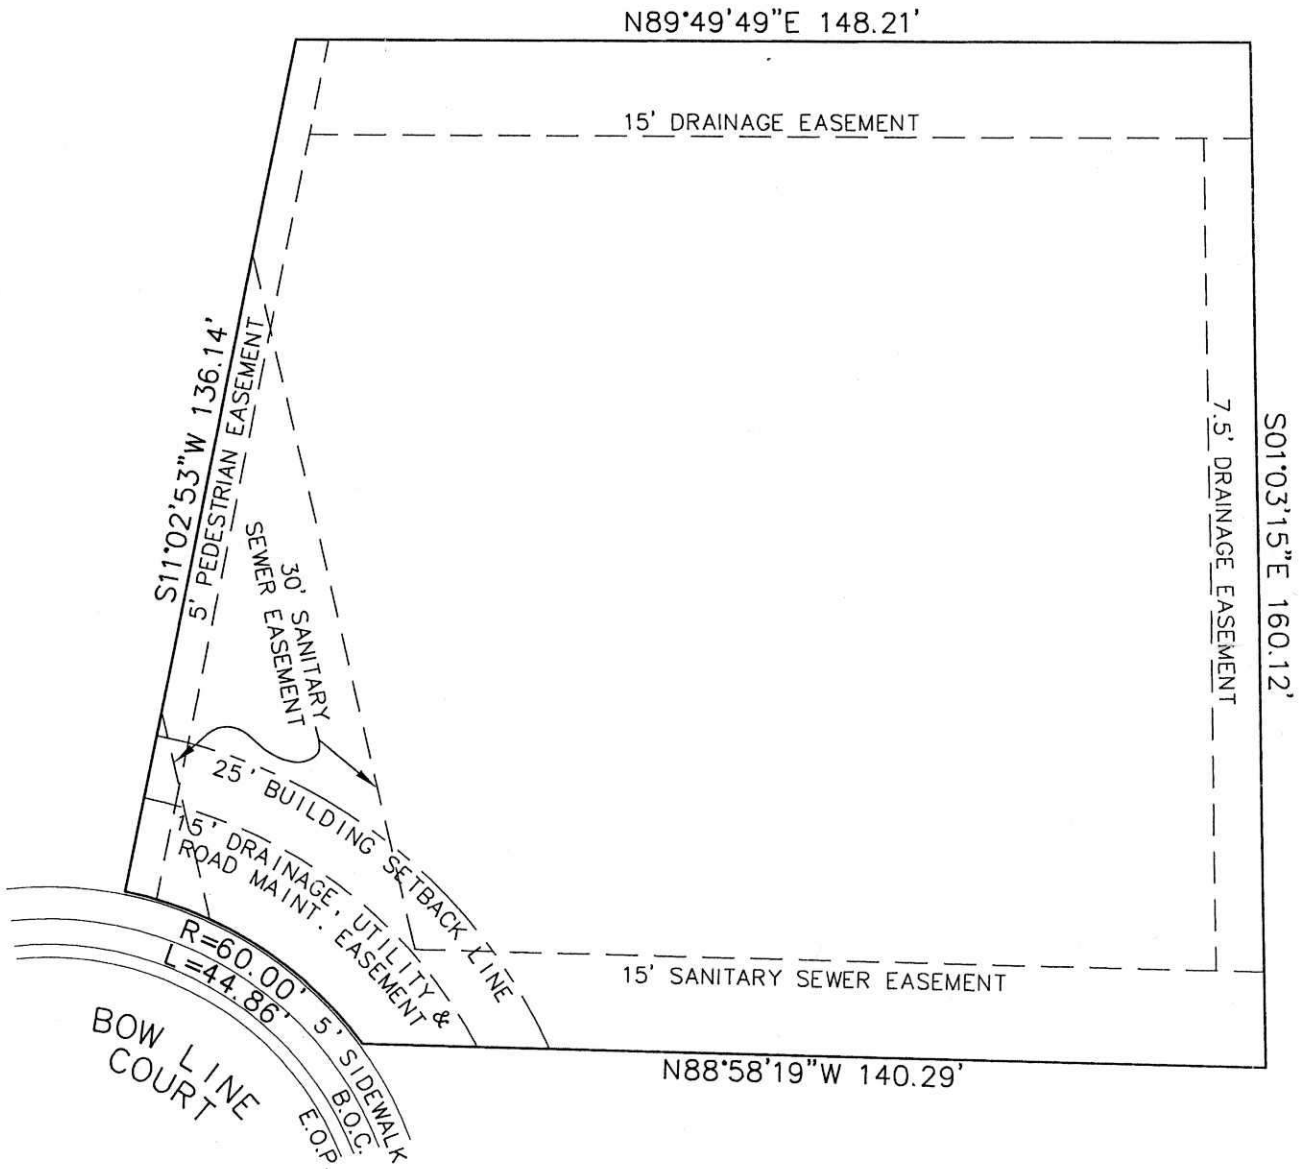 N89°49'49"E 148.21'
15' DRAINAGE EASEMENT
S11°02'53"W 136.14'
5' PEDESTRIAN EASEMENT
30' SANITARY
SEWER EASEMENT
7.5' DRAINAGE EASEMENT
S01°03'15"E 160.12'
25' BUILDING SETBACK LINE
15' DRAINAGE, UTILITY &
ROAD MAINT. EASEMENT
15' SANITARY SEWER EASEMENT
N88°58'19"W 140.29'
R=60.00'
L=44.86'
5' SIDEWALK
B.O.C.
E.O.P
BOW LINE
COURT